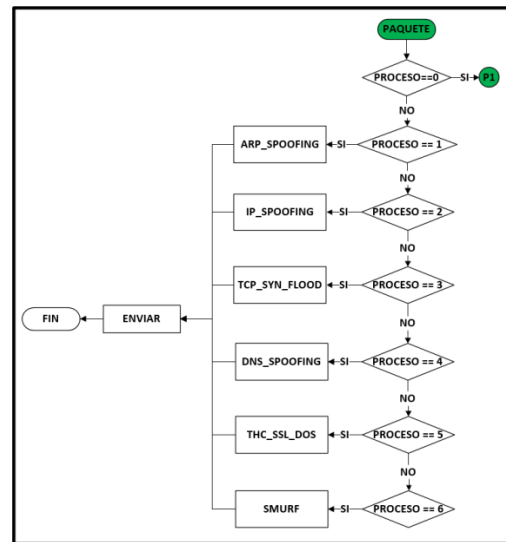 PAQUETE
PROCESO==0
SI
P1
NO
ARP_SPOOFING
SI
PROCESO == 1
NO
IP_SPOOFING
SI
PROCESO == 2
NO
TCP_SYN_FLOOD
SI
PROCESO == 3
FIN
ENVIAR
NO
DNS_SPOOFING
SI
PROCESO == 4
NO
THC_SSL_DOS
SI
PROCESO == 5
NO
SMURF
SI
PROCESO == 6